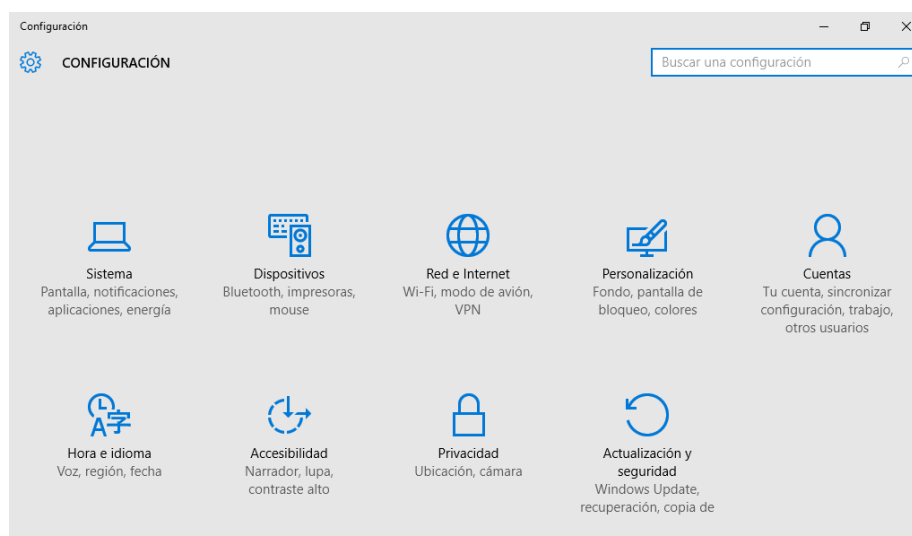 Configuración
CONFIGURACIÓN
Buscar una configuración
Sistema
Pantalla, notificaciones,
aplicaciones, energía
Dispositivos
Bluetooth, impresoras,
mouse
Red e Internet
Wi-Fi, modo de avión,
VPN
Personalización
Fondo, pantalla de
bloqueo, colores
Cuentas
Tu cuenta, sincronizar
configuración, trabajo,
otros usuarios
Hora e idioma
Voz, región, fecha
Accesibilidad
Narrador, lupa,
contraste alto
Privacidad
Ubicación, cámara
Actualización y
seguridad
Windows Update,
recuperación, copia de